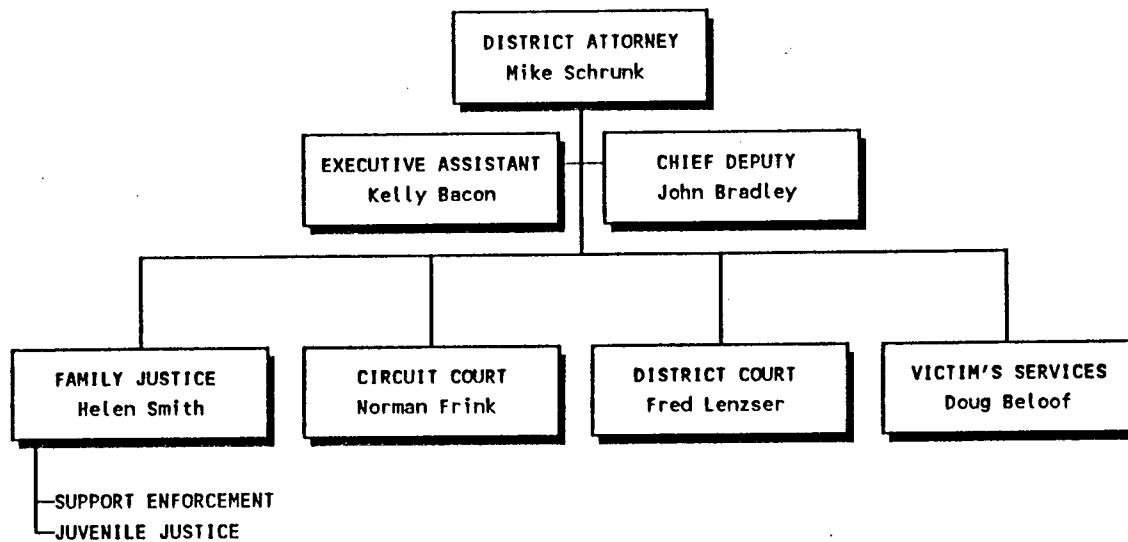 DISTRICT ATTORNEY
Mike Schrunk
EXECUTIVE ASSISTANT
Kelly Bacon
CHIEF DEPUTY
John Bradley
FAMILY JUSTICE
Helen Smith
CIRCUIT COURT
Norman Frink
DISTRICT COURT
Fred Lenzser
VICTIM'S SERVICES
Doug Beloof
SUPPORT ENFORCEMENT
JUVENILE JUSTICE